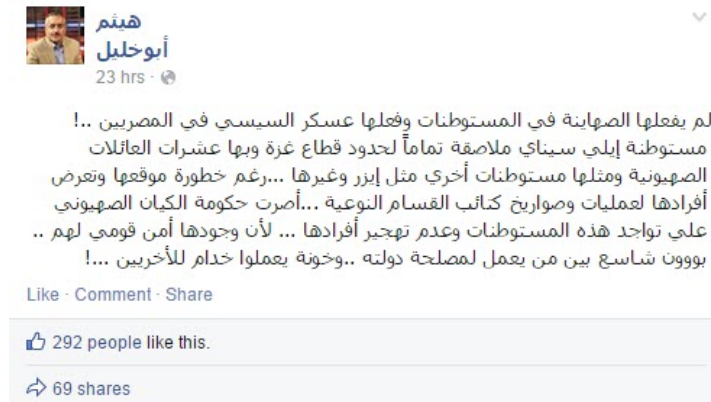 هيثم
أبوخليل
23 hrs ·
لم يفعلها الصهاينة في المستوطنات وفعلها عسكر السيسي في المصريين ..!
مستوطنة إيلي سيناي ملاصقة تماماً لحدود قطاع غزة وبها عشرات العائلات
الصهيونية ومثلها مستوطنات أخري مثل إيزر وغيرها ...رغم خطورة موقعها وتعرض
أفرادها لعمليات وصواريخ كتائب القسام النوعية ...أصرت حكومة الكيان الصهيوني
علي تواجد هذه المستوطنات وعدم تهجير أفرادها ... لأن وجودها أمن قومي لهم ..
بووون شاسع بين من يعمل لمصلحة دولته ..وخونة يعملوا خدام للأخريين ...!
Like · Comment · Share
292 people like this.
69 shares